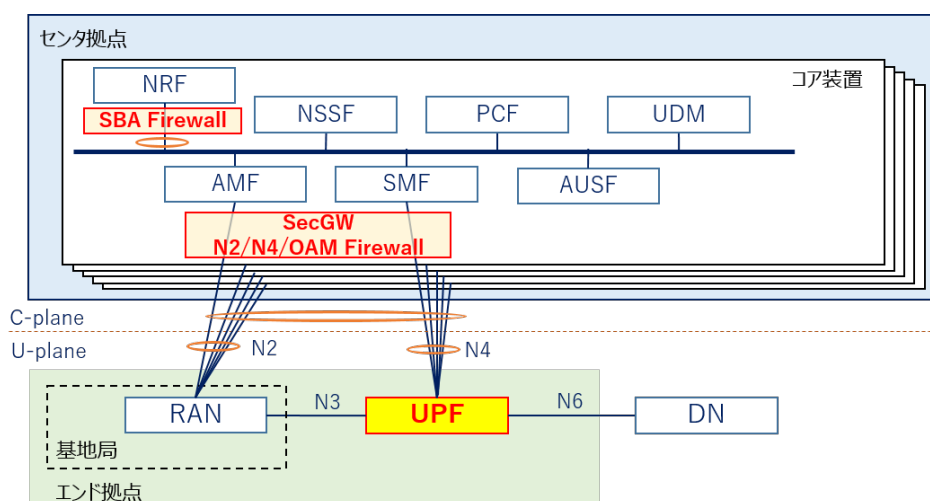 センタ拠点
コア装置
NRF
SBA Firewall
NSSF
PCF
UDM
AMF
SMF
AUSF
SecGW
N2/N4/OAM Firewall
C-plane
U-plane
N2
N4
RAN
N3
UPF
N6
DN
基地局
エンド拠点